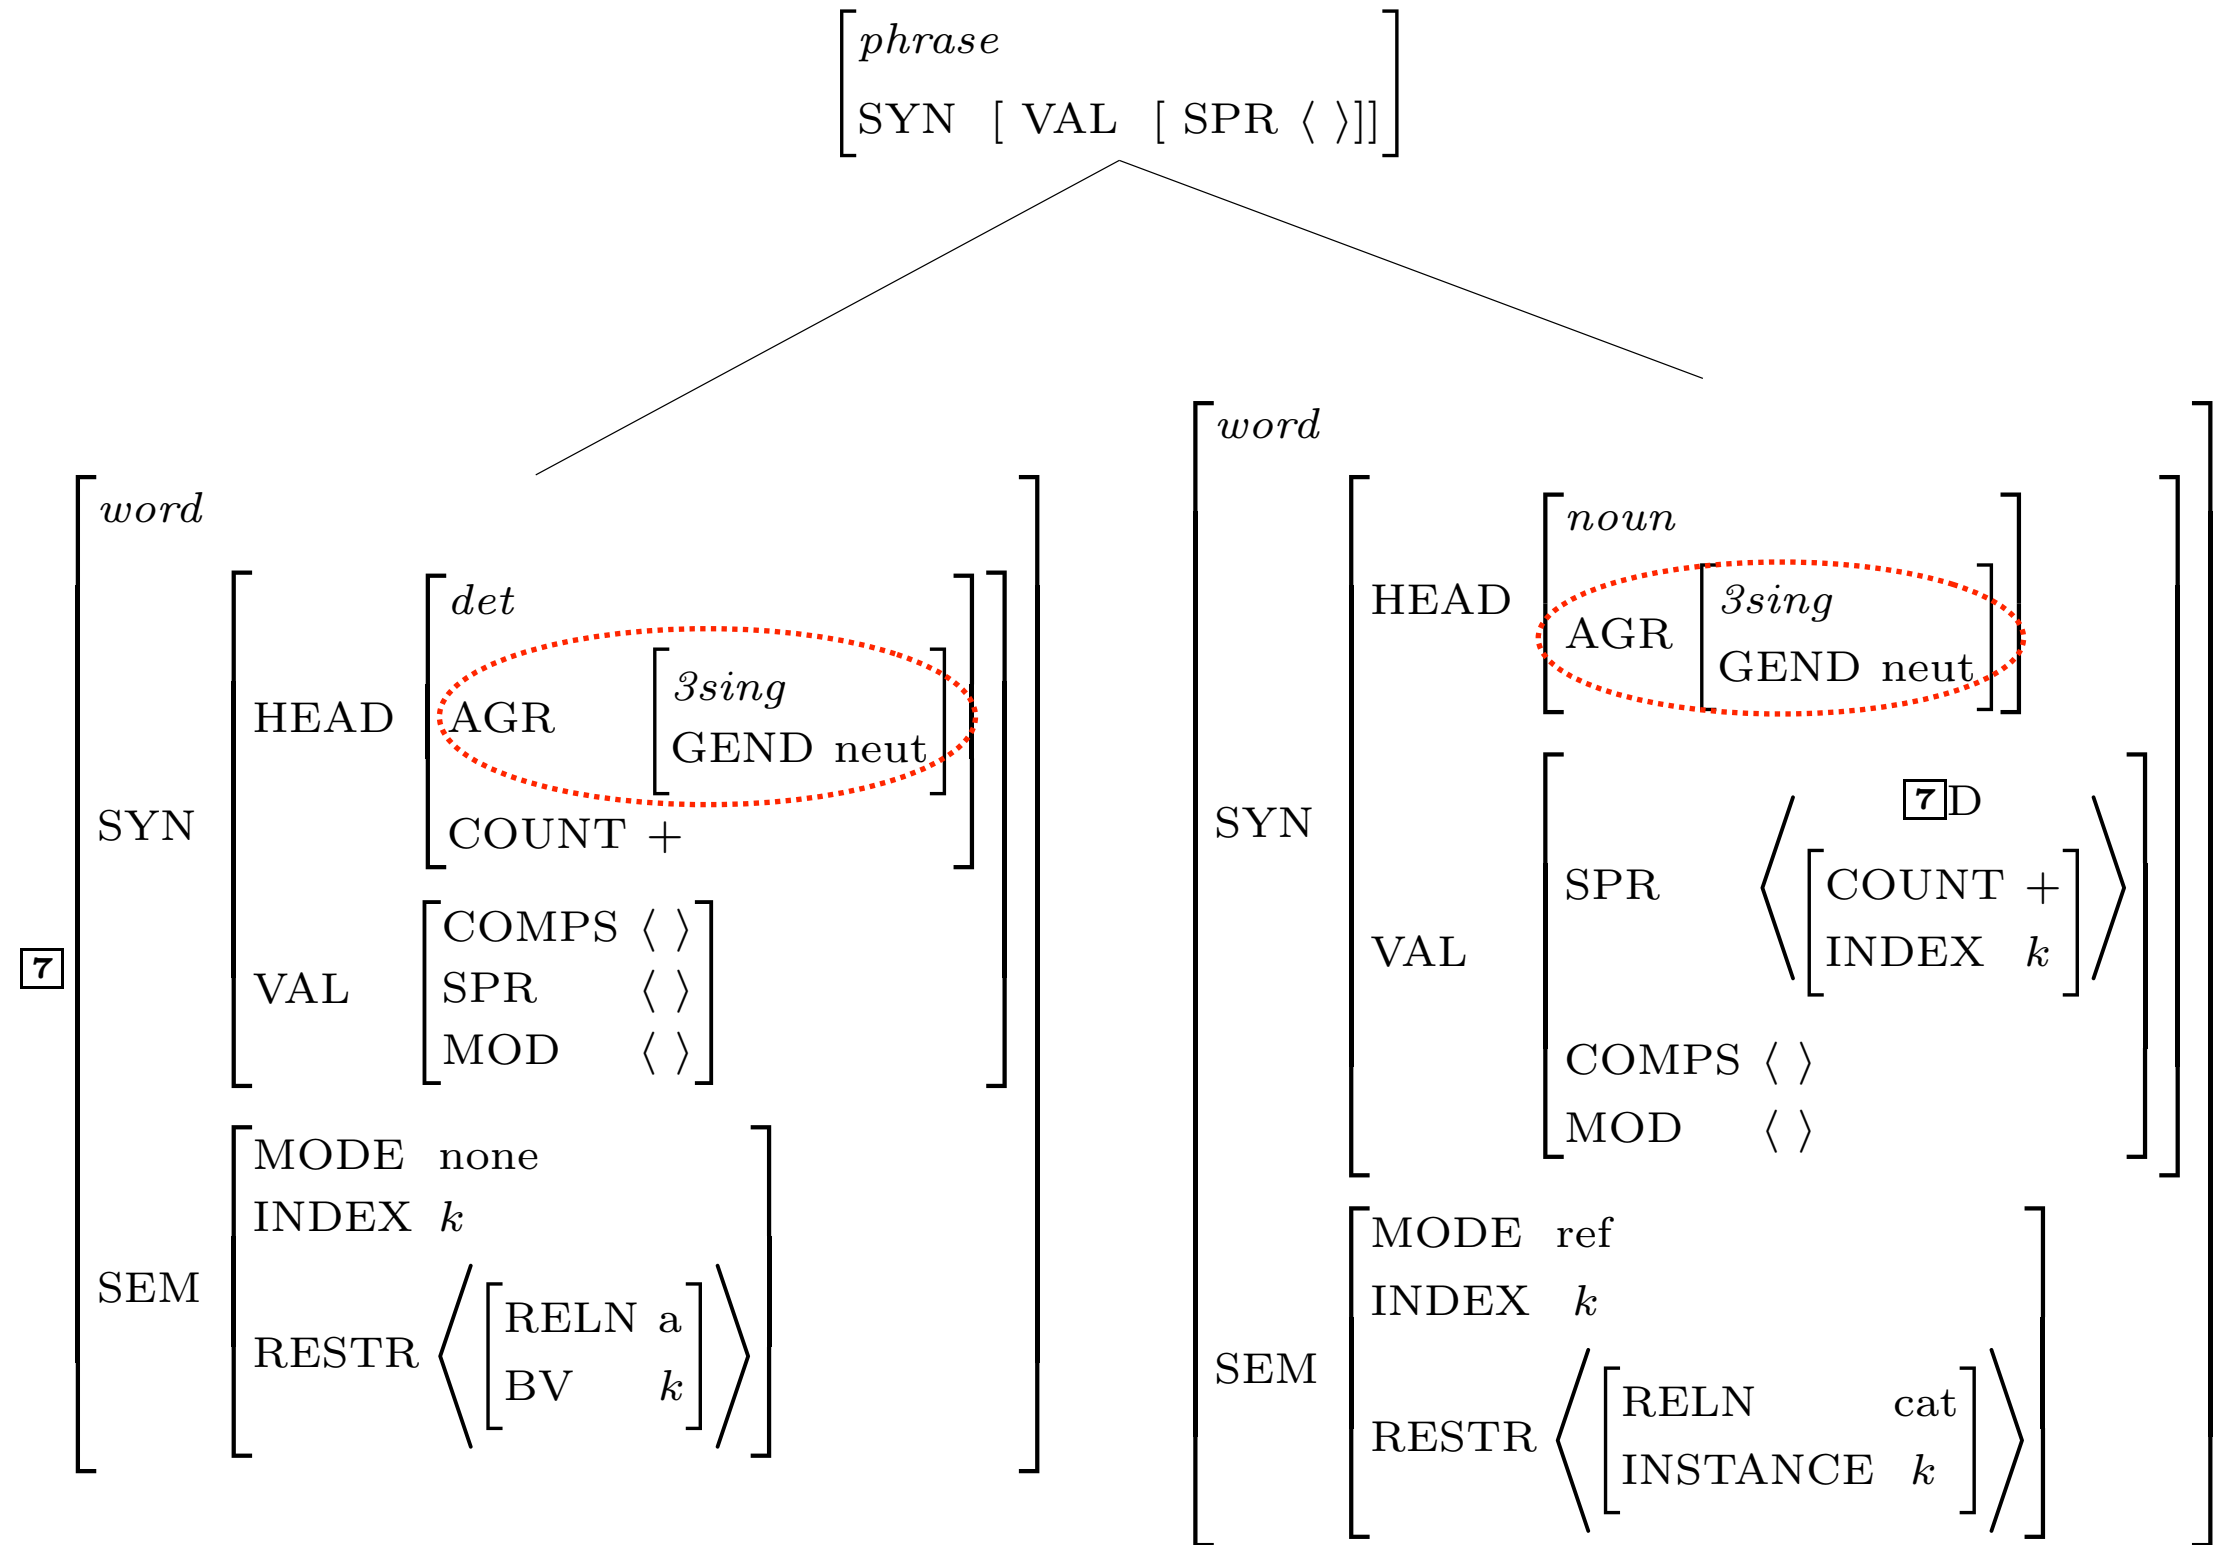 phrase
SYN [ VAL [ SPR ⟨ ⟩]]
word
HEAD
det
AGR
3sing
GEND neut
COUNT +
SYN
VAL
COMPS ⟨ ⟩
SPR ⟨ ⟩
MOD ⟨ ⟩
7
SEM
MODE none
INDEX k
RESTR
RELN a
BV k
word
HEAD
noun
AGR
3sing
GEND neut
SYN
VAL
SPR
7 D
COUNT +
INDEX k
COMPS ⟨ ⟩
MOD ⟨ ⟩
SEM
MODE ref
INDEX k
RESTR
RELN cat
INSTANCE k